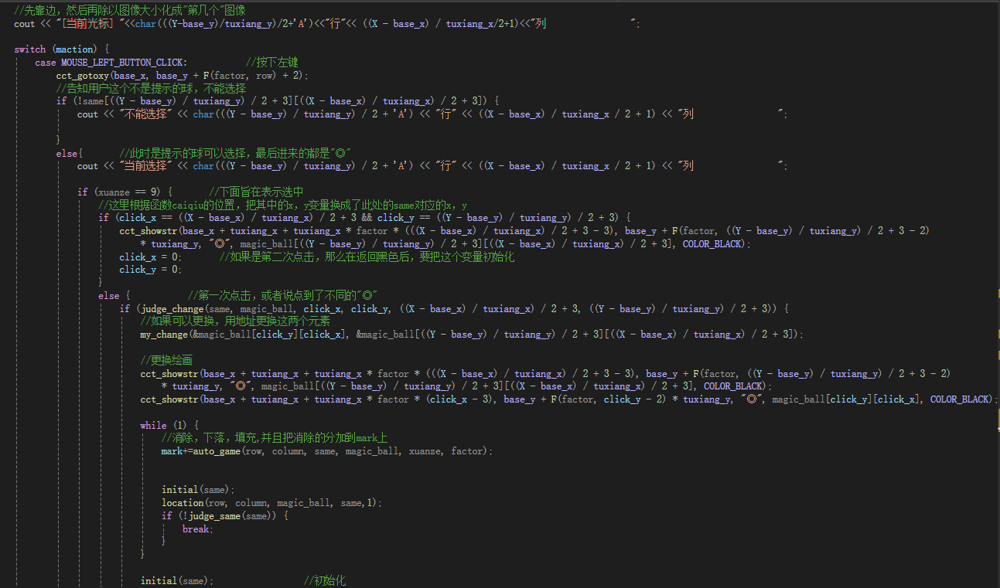 //先靠边，然后再除以图像大小化成"第几个"图像
cout << "[当前光标] "<<char(((Y-base_y)/tuxiang_y)/2+'A')<<"行"<< ((X - base_x) / tuxiang_x/2+1)<<"列                ";
switch (maction) {
case MOUSE_LEFT_BUTTON_CLICK:           //按下左键
cct_gotoxy(base_x, base_y + F(factor, row) + 2);
//告知用户这个不是提示的球，不能选择
if (!same[((Y - base_y) / tuxiang_y) / 2 + 3][((X - base_x) / tuxiang_x) / 2 + 3]) {
cout << "不能选择" << char(((Y - base_y) / tuxiang_y) / 2 + 'A') << "行" << ((X - base_x) / tuxiang_x / 2 + 1) << "列                ";
}
else{       //此时是提示的球可以选择，最后进来的都是"◎"
cout << "当前选择" << char(((Y - base_y) / tuxiang_y) / 2 + 'A') << "行" << ((X - base_x) / tuxiang_x / 2 + 1) << "列                ";
if (xuanze == 9) {       //下面旨在表示选中
//这里根据函数caiqiu的位置，把其中的x，y变量换成了此处的same对应的x，y
if (click_x == ((X - base_x) / tuxiang_x) / 2 + 3 && click_y == ((Y - base_y) / tuxiang_y) / 2 + 3) {
cct_showstr(base_x + tuxiang_x + tuxiang_x * factor * (((X - base_x) / tuxiang_x) / 2 + 3 - 3), base_y + F(factor, ((Y - base_y) / tuxiang_y) / 2 + 3 - 2)
* tuxiang_y, "◎", magic_ball[((Y - base_y) / tuxiang_y) / 2 + 3][((X - base_x) / tuxiang_x) / 2 + 3], COLOR_BLACK);
click_x = 0;       //如果是第二次点击，那么在返回黑色后，要把这个变量初始化
click_y = 0;
}
else {           //第一次点击，或者说点到了不同的"◎"
if (judge_change(same, magic_ball, click_x, click_y, ((X - base_x) / tuxiang_x) / 2 + 3, ((Y - base_y) / tuxiang_y) / 2 + 3)) {
//如果可以更换，用地址更换这两个元素
my_change(&magic_ball[click_y][click_x], &magic_ball[((Y - base_y) / tuxiang_y) / 2 + 3][((X - base_x) / tuxiang_x) / 2 + 3]);
//更换绘画
cct_showstr(base_x + tuxiang_x + tuxiang_x * factor * (((X - base_x) / tuxiang_x) / 2 + 3 - 3), base_y + F(factor, ((Y - base_y) / tuxiang_y) / 2 + 3 - 2)
* tuxiang_y, "◎", magic_ball[((Y - base_y) / tuxiang_y) / 2 + 3][((X - base_x) / tuxiang_x) / 2 + 3], COLOR_BLACK);
cct_showstr(base_x + tuxiang_x + tuxiang_x * factor * (click_x - 3), base_y + F(factor, click_y - 2) * tuxiang_y, "◎", magic_ball[click_y][click_x], COLOR_BLACK);
while (1) {
//消除，下落，填充,并且把消除的分加到mark上
mark+=auto_game(row, column, same, magic_ball, xuanze, factor);
initial(same);
location(row, column, magic_ball, same,1);
if (!judge_same(same)) {
break;
}
}
initial(same);                 //初始化